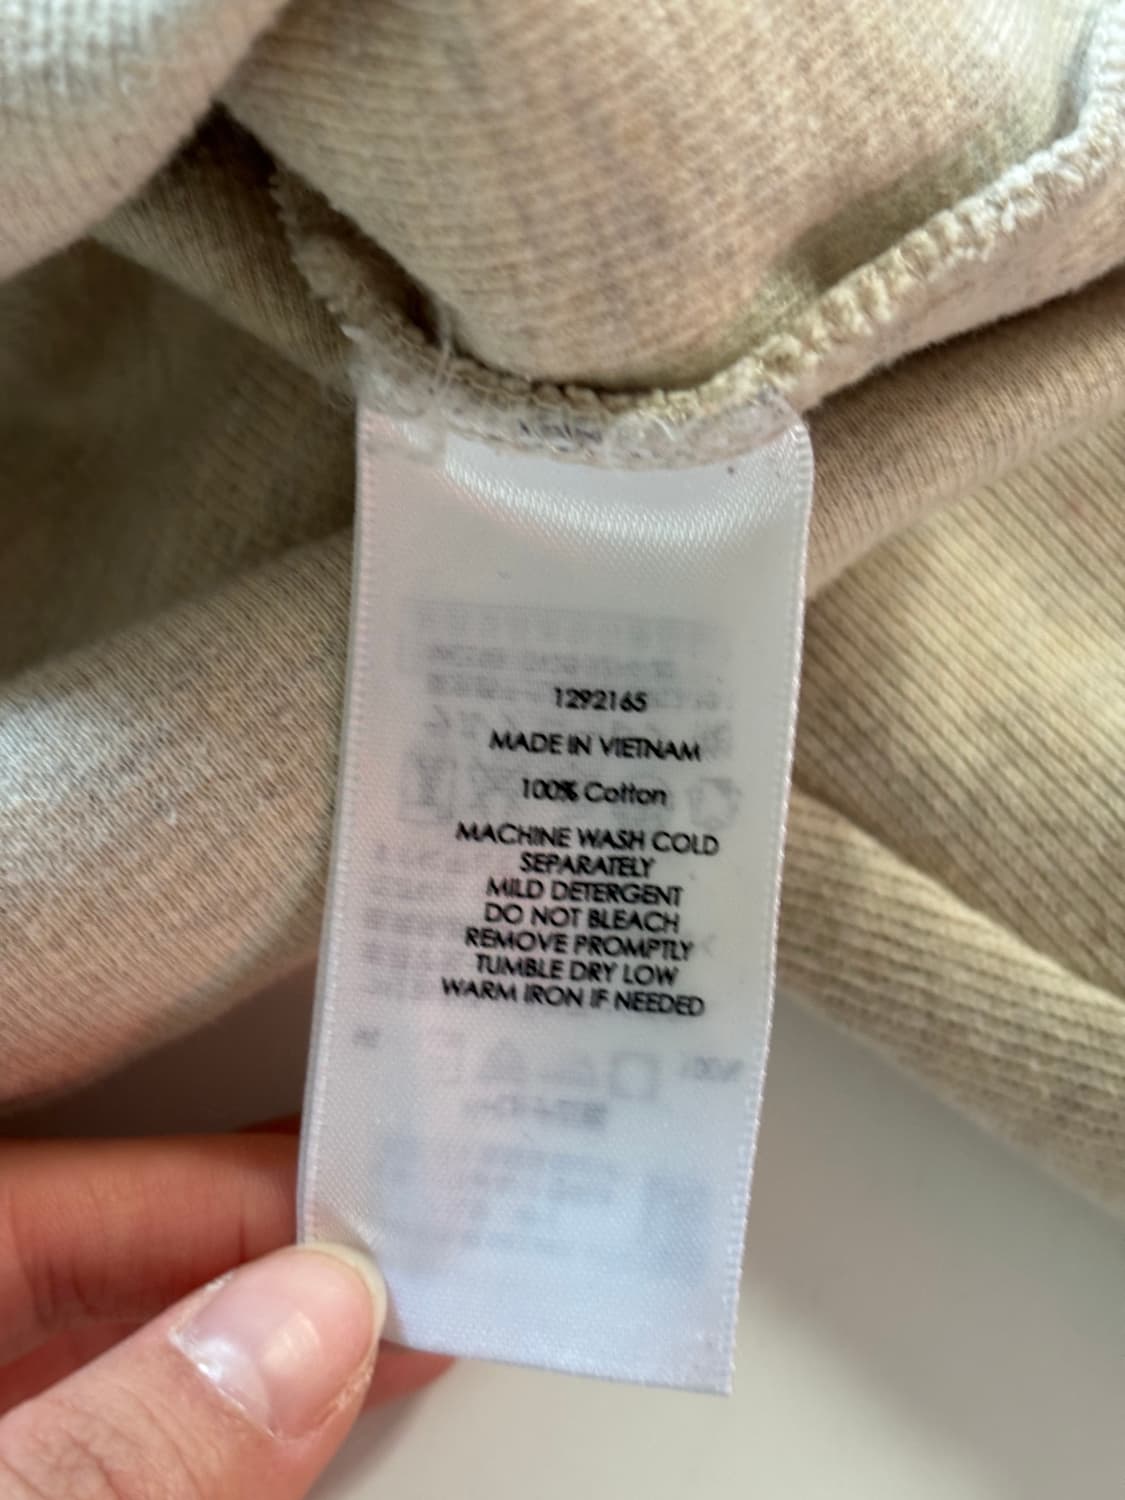 1292165
MADE IN VIETNAM
100% Cotton
MACHINE WASH COLD
SEPARATELY
MILD DETERGENT
DO NOT BLEACH
REMOVE PROMPTLY
TUMBLE DRY LOW
WARM IRON IF NEEDED